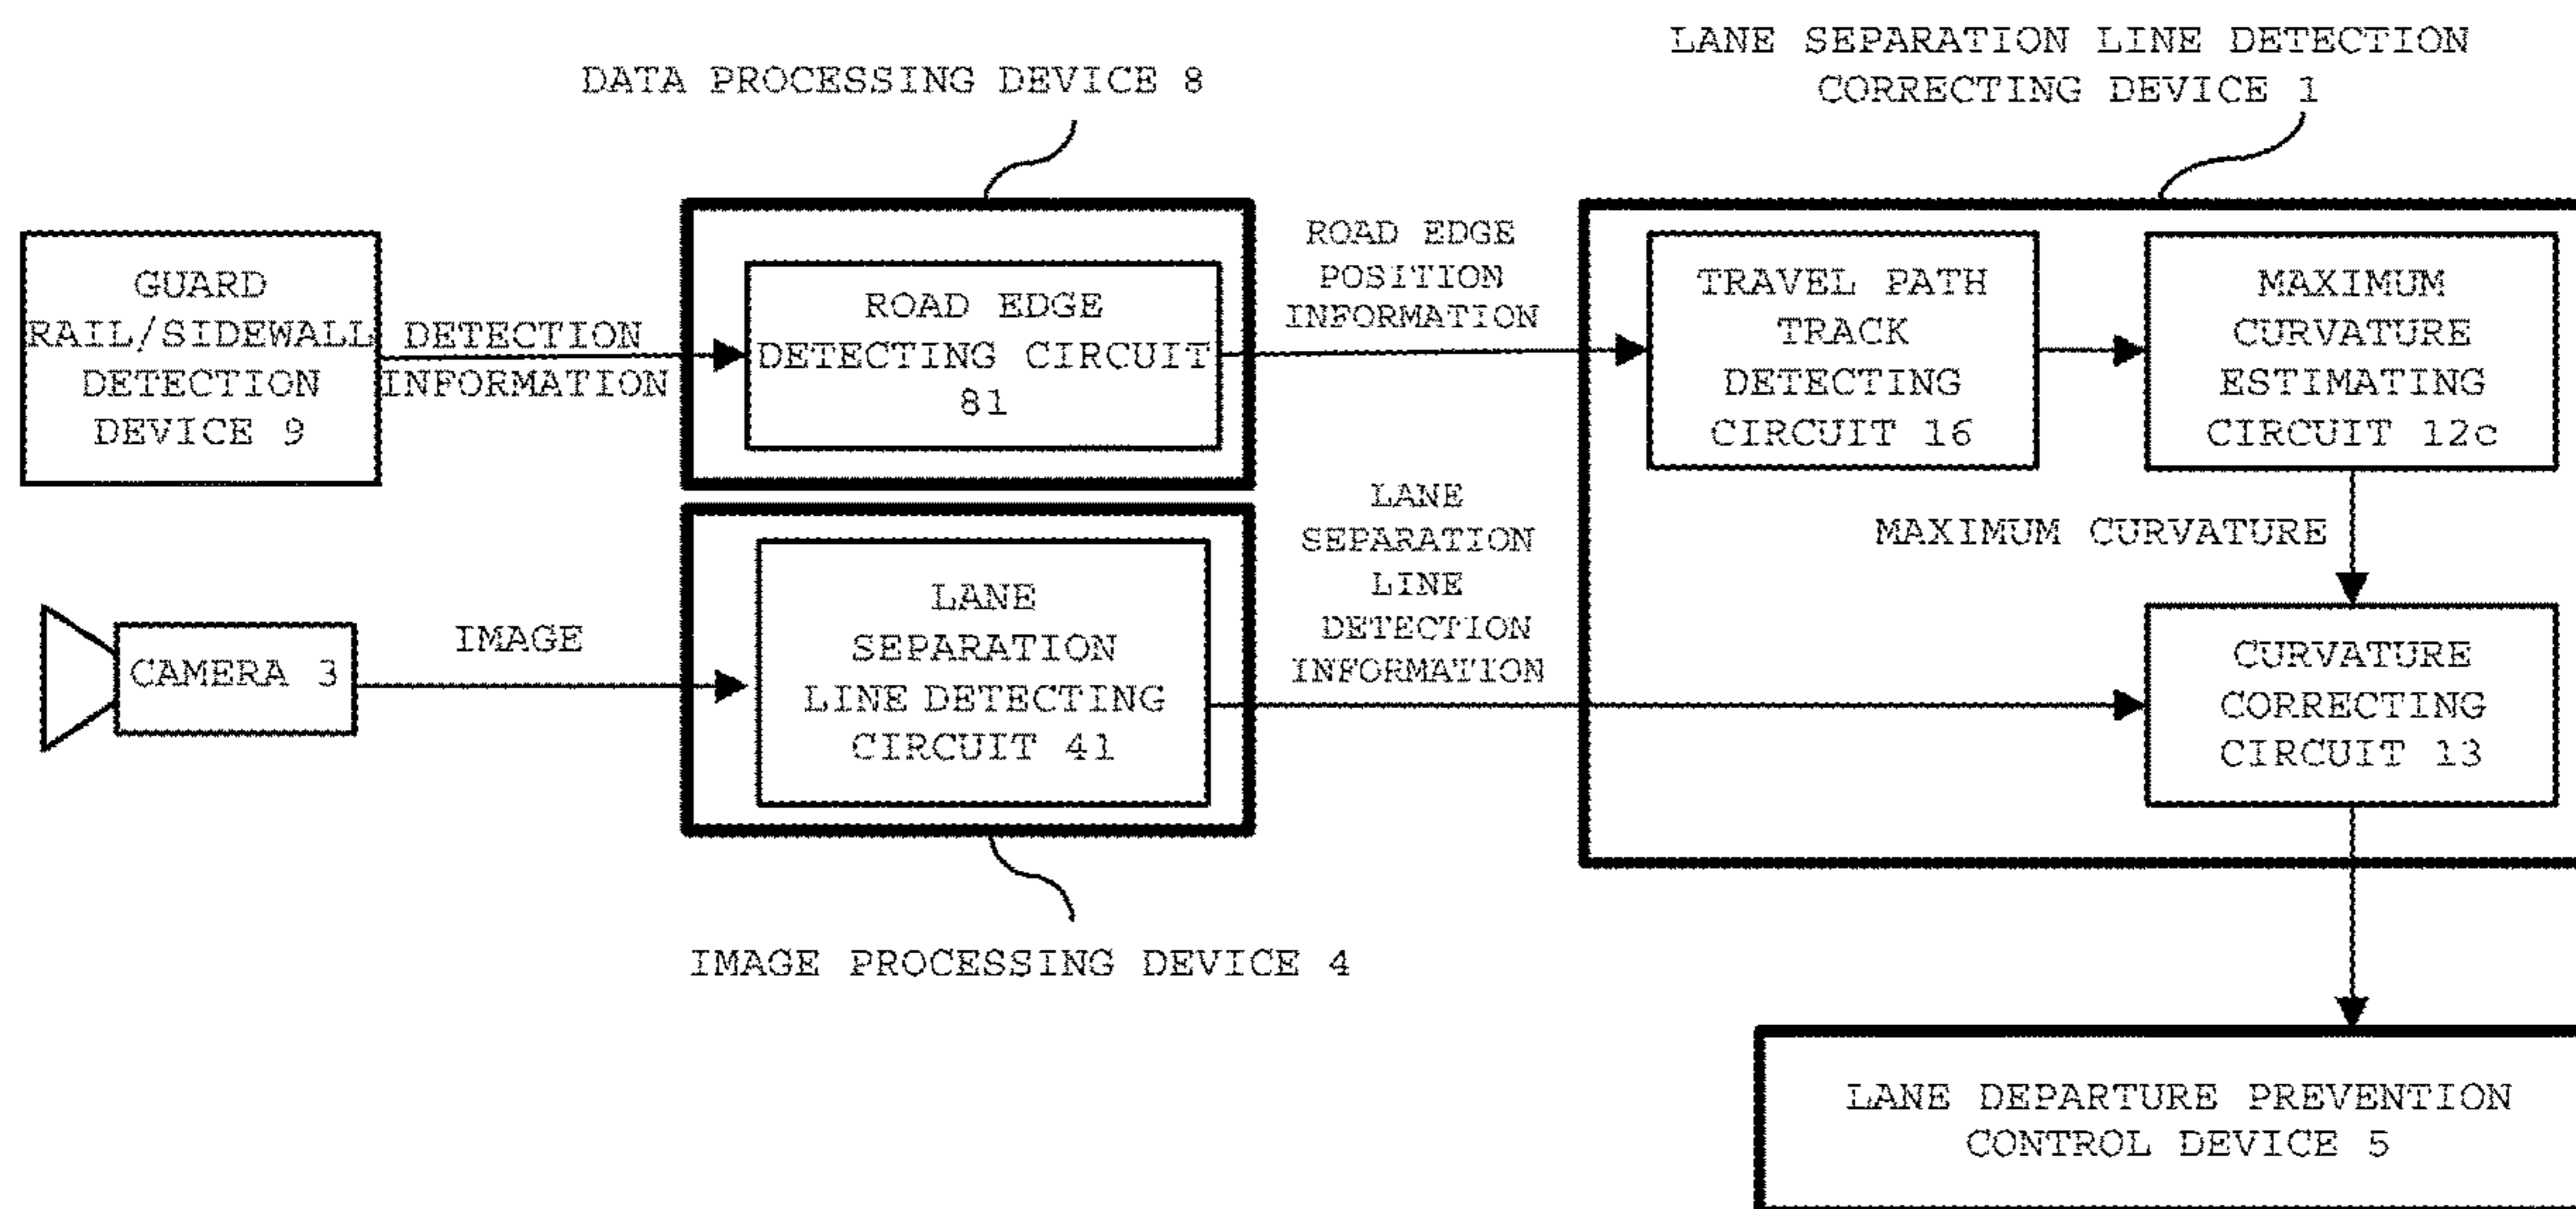 LANE SEPARATION LINE DETECTION
CORRECTING DEVICE 1
DATA PROCESSING DEVICE 8
GUARD
RAIL/SIDEWALL
DETECTION
DEVICE 9
DETECTION
INFORMATION
ROAD EDGE
DETECTING CIRCUIT
81
ROAD EDGE
POSITION
INFORMATION
TRAVEL PATH
TRACK
DETECTING
CIRCUIT 16
MAXIMUM
CURVATURE
ESTIMATING
CIRCUIT 12c
MAXIMUM CURVATURE
CAMERA 3
IMAGE
LANE
SEPARATION
LINE DETECTING
CIRCUIT 41
LANE
SEPARATION
LINE
DETECTION
INFORMATION
CURVATURE
CORRECTING
CIRCUIT 13
IMAGE PROCESSING DEVICE 4
LANE DEPARTURE PREVENTION
CONTROL DEVICE 5